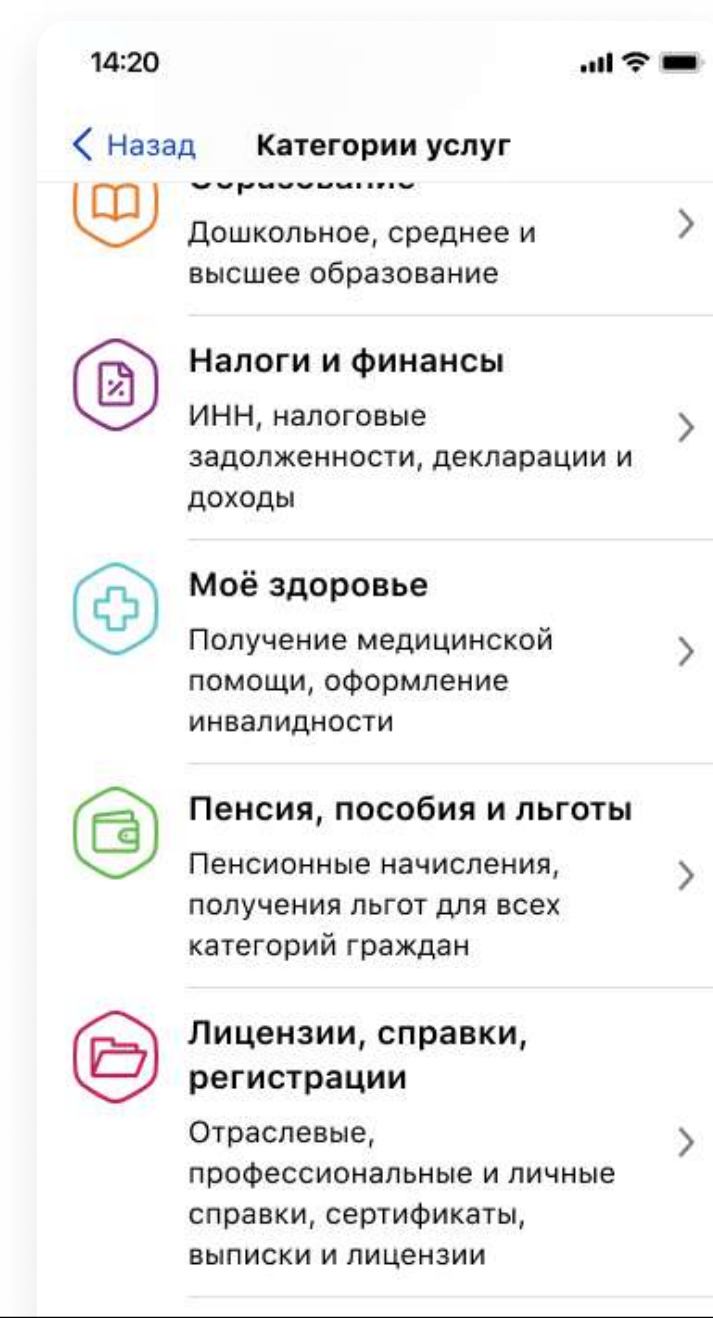 14:20
Назад Категории услуг
Образование
Дошкольное, среднее и
высшее образование
Налоги и финансы
ИНН, налоговые
задолженности, декларации и
доходы
Моё здоровье
Получение медицинской
помощи, оформление
инвалидности
Пенсия, пособия и льготы
Пенсионные начисления,
получения льгот для всех
категорий граждан
Лицензии, справки,
регистрации
Отраслевые,
профессиональные и личные
справки, сертификаты,
выписки и лицензии